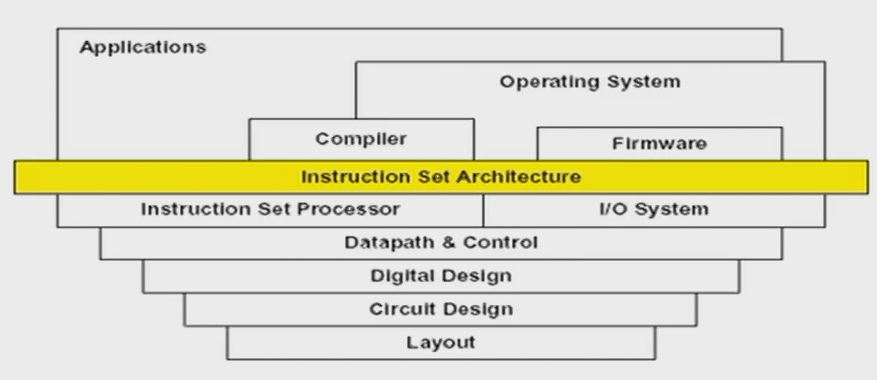 Applications
Operating System
Compiler
Firmware
Instruction Set Architecture
Instruction Set Processor
I/O System
Datapath & Control
Digital Design
Circuit Design
Layout